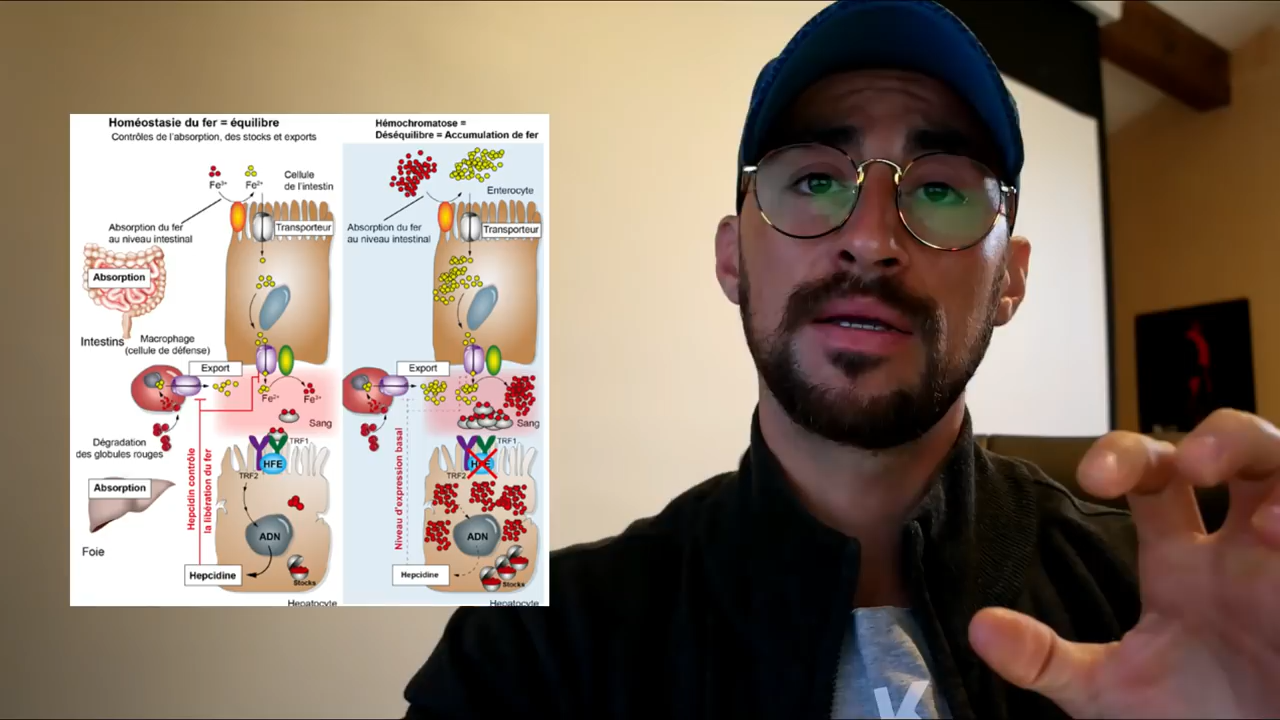 Homéostasie du fer = équilibre
Contrôles de l'absorption, des stocks et exports
Fe³⁺
Fe²⁺
Cellule
de l'intestin
Absorption du fer
au niveau intestinal
Transporteur
Absorption
Intestins
Macrophage
(cellule de défense)
Export
Fe²⁺
Fe³⁺
Sang
Dégradation
des globules rouges
TRF1
HFE
TRF2
Absorption
Foie
Hepcidin contrôle
la libération du fer
ADN
Hepcidine
Stocks
Hepatocyte
Hémochromatose =
Déséquilibre = Accumulation de fer
Enterocyte
Absorption du fer
au niveau intestinal
Transporteur
Export
Sang
TRF1
HFE
TRF2
Niveau d'expression basal
ADN
Hepcidine
Stocks
Hepatocyte
K